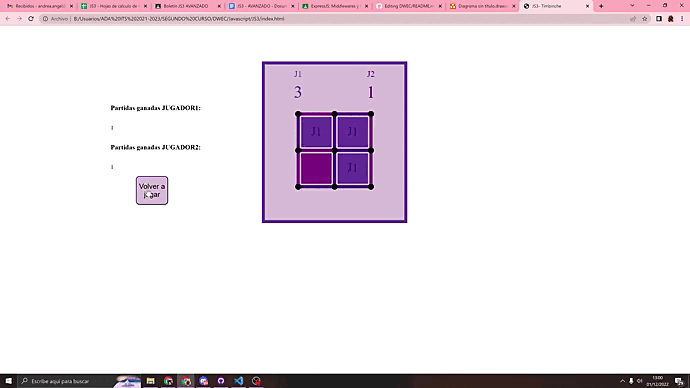 Recibidos - andrea.angel
JS3 - Hojas de cálculo de
Boletín JS3 AVANZADO
JS3 - AVANZADO - Docu
ExpressJS, Middlewares y
Editing DWEC/README.m
Diagrama sin título.draw
JS3- Timbiriche
Archivo
B:/Usuarios/ADA%20ITS%202021-2023/SEGUNDO%20CURSO/DWEC/Javascript/JS3/index.html
J1 J2
3 1
Partidas ganadas JUGADOR1:
1
Partidas ganadas JUGADOR2:
1
Volver a
jugar
J1 J1
J1
Escribe aquí para buscar
13:00
01/12/2022